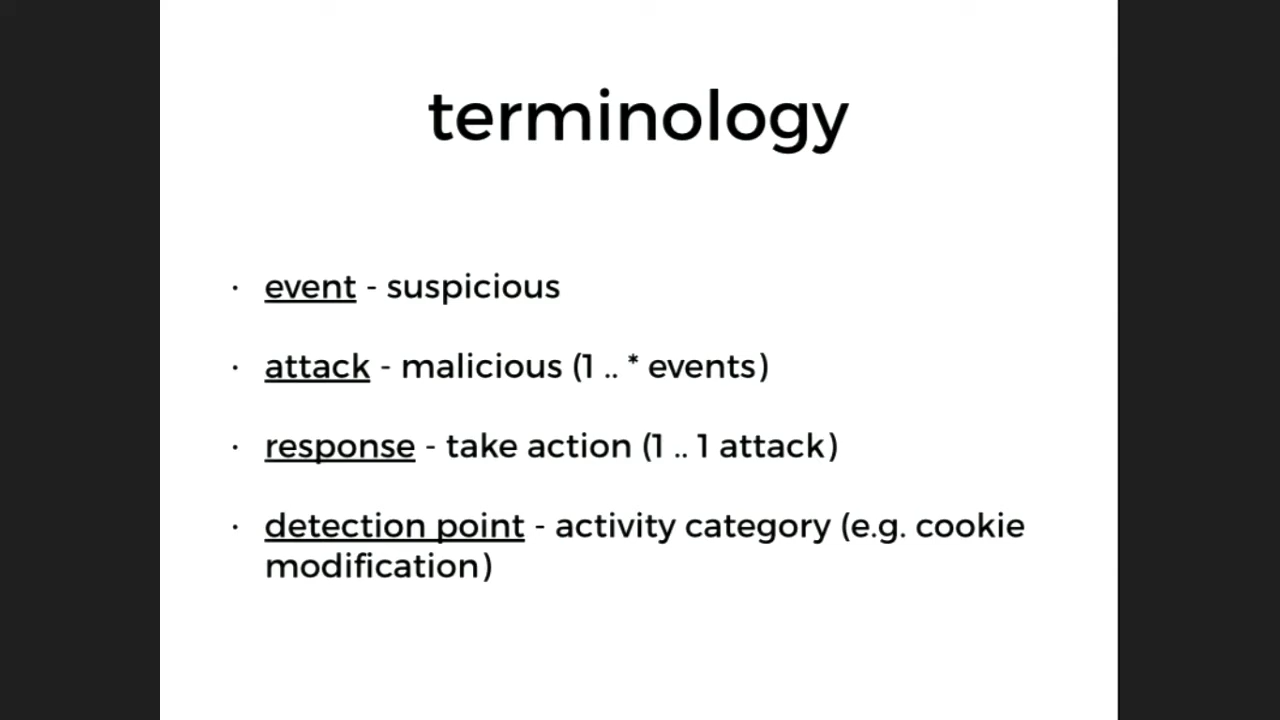 terminology
· event - suspicious
· attack - malicious (1 .. * events)
· response - take action (1 .. 1 attack)
· detection point - activity category (e.g. cookie
modification)